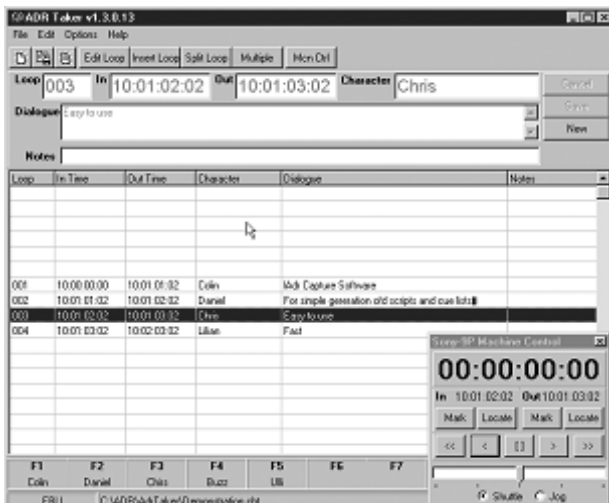 ADR Taker v1.3.0.13
File Edit Options Help
Edit Loop Insert Loop Split Loop Multiple Mcn Ctrl
Loop 003 In 10:01:02:02 Out 10:01:03:02 Character Chris Cancel
Dialogue Easy to use Save
New
Notes
Loop In Time Out Time Character Dialogue Notes
001 10:00:00:00 10:01:01:02 Colin Capture Software
002 10:01:01:02 10:01:02:02 Daniel For simple generation of scripts and cue lists
003 10:01:02:02 10:01:03:02 Chris Easy to use
004 10:01:03:02 10:02:03:02 Lilian Fast
Sony-9P Machine Control
00:00:00:00
In 10:01:02:02 Out 10:01:03:02
Mark Locate Mark Locate
<< < [] > >>
Shuttle Jog
F1 F2 F3 F4 F5 F6 F7
Colin Daniel Chris Buzz Ulli
EBU C:\ADR\AdrTaker\Demonstration.cbt